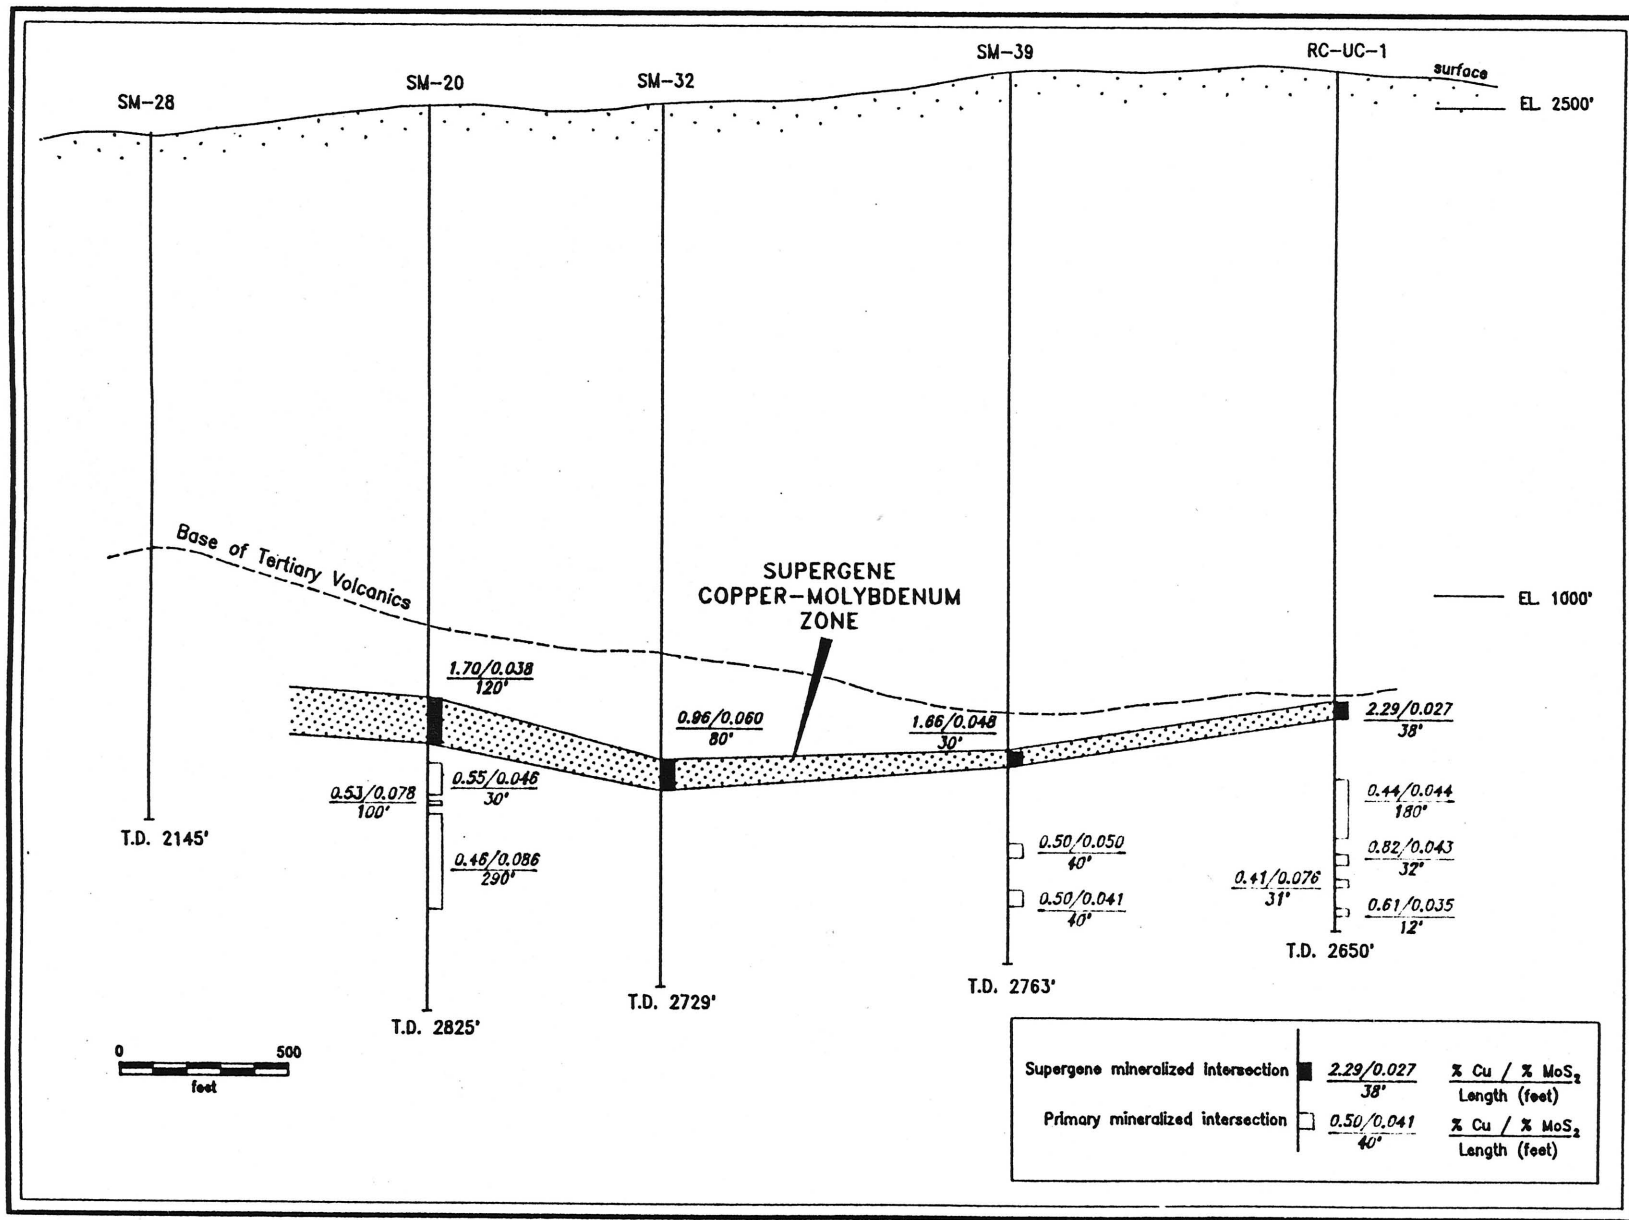 SM-39
RC-UC-1
surface
SM-20
SM-32
SM-28
EL. 2500'
Base of Tertiary Volcanics
SUPERGENE
COPPER-MOLYBDENUM
ZONE
EL. 1000'
1.70/0.038
120'
0.96/0.060
80'
1.66/0.048
30'
2.29/0.027
38'
0.53/0.078
100'
0.55/0.046
30'
0.46/0.086
290'
0.44/0.044
180'
0.50/0.050
40'
0.82/0.043
32'
0.41/0.076
31'
0.50/0.041
40'
0.61/0.035
12'
T.D. 2145'
T.D. 2825'
T.D. 2729'
T.D. 2763'
T.D. 2650'
0 500
feet
Supergene mineralized intersection 2.29/0.027 % Cu / % MoS₂
38' Length (feet)
Primary mineralized intersection 0.50/0.041 % Cu / % MoS₂
40' Length (feet)